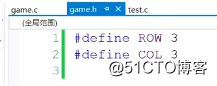 game.c game.h test.c
(全局范围)
1 #define ROW 3
2 #define COL 3
3
@51CTO博客